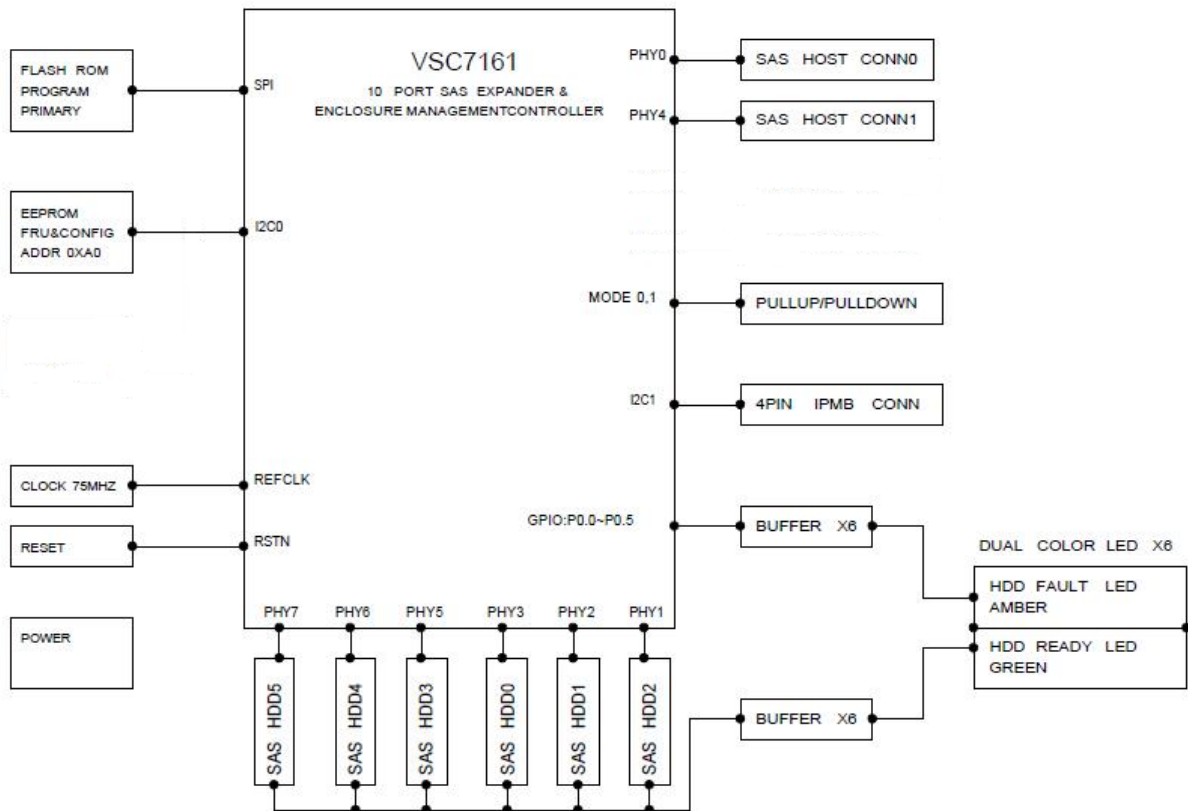 VSC7161
10 PORT SAS EXPANDER &
ENCLOSURE MANAGEMENTCONTROLLER
FLASH ROM
PROGRAM
PRIMARY
SPI
EEPROM
FRU&CONFIG
ADDR 0XA0
I2C0
CLOCK 75MHZ
REFCLK
RESET
RSTN
POWER
PHY0
SAS HOST CONN0
PHY4
SAS HOST CONN1
MODE 0,1
PULLUP/PULLDOWN
I2C1
4PIN IPMB CONN
GPIO:P0.0~P0.5
BUFFER X6
DUAL COLOR LED X6
HDD FAULT LED
AMBER
HDD READY LED
GREEN
BUFFER X6
PHY7
PHY6
PHY5
PHY3
PHY2
PHY1
SAS HDD5
SAS HDD4
SAS HDD3
SAS HDD0
SAS HDD1
SAS HDD2